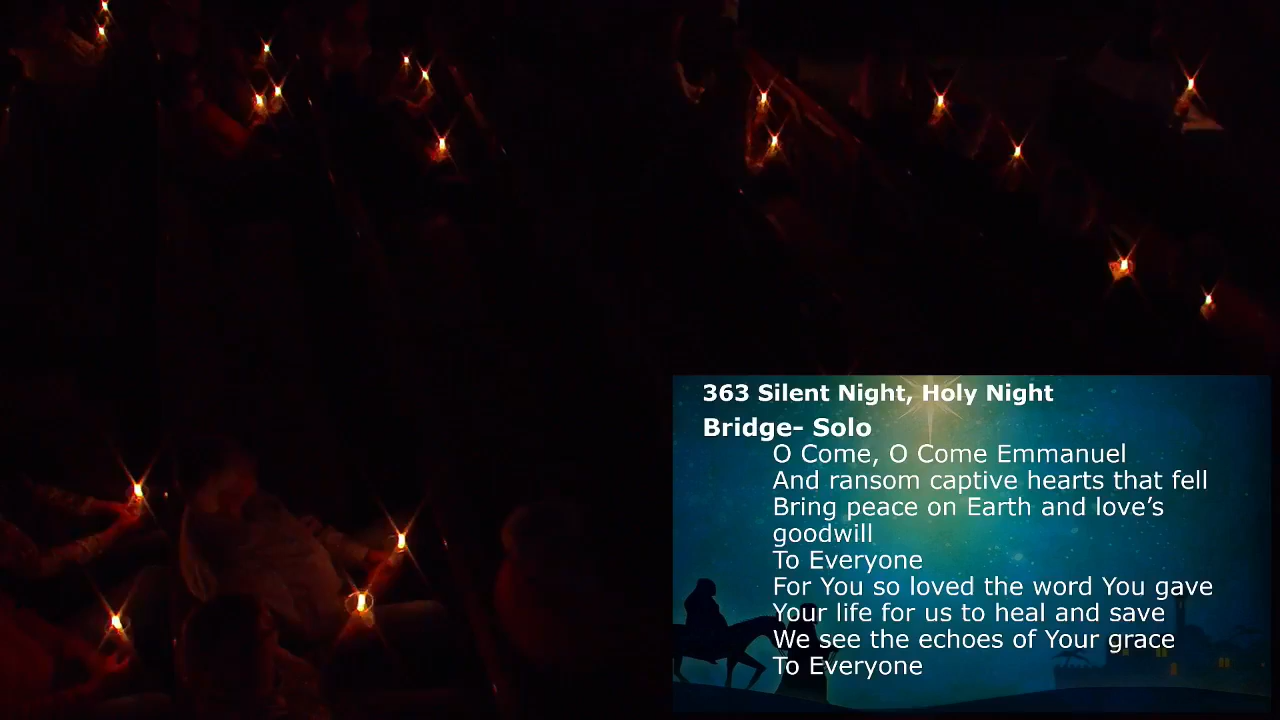 363 Silent Night, Holy Night
Bridge- Solo
O Come, O Come Emmanuel
And ransom captive hearts that fell
Bring peace on Earth and love’s
goodwill
To Everyone
For You so loved the word You gave
Your life for us to heal and save
We see the echoes of Your grace
To Everyone